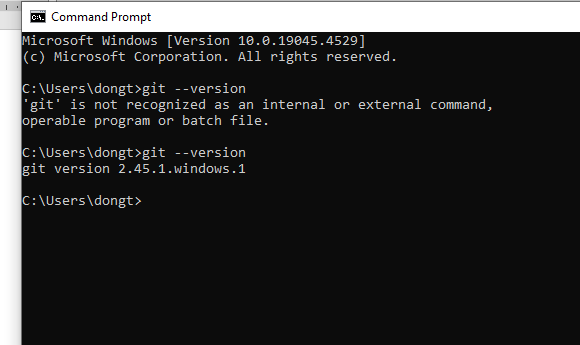 Command Prompt
Microsoft Windows [Version 10.0.19045.4529]
(c) Microsoft Corporation. All rights reserved.
C:\Users\dongt>git --version
'git' is not recognized as an internal or external command,
operable program or batch file.
C:\Users\dongt>git --version
git version 2.45.1.windows.1
C:\Users\dongt>